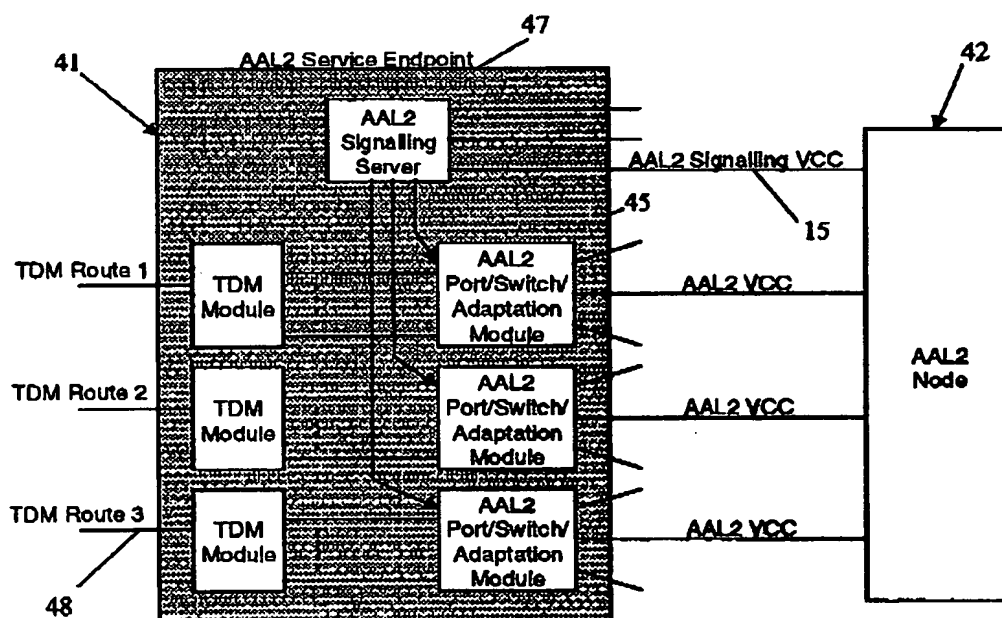 47
AAL2 Service Endpoint
41
42
AAL2
Signalling
Server
AAL2 Signalling VCC
45
15
TDM Route 1
TDM
Module
AAL2
Port/Switch/
Adaptation
Module
AAL2 VCC
AAL2
Node
TDM Route 2
TDM
Module
AAL2
Port/Switch/
Adaptation
Module
AAL2 VCC
TDM Route 3
TDM
Module
AAL2
Port/Switch/
Adaptation
Module
AAL2 VCC
48